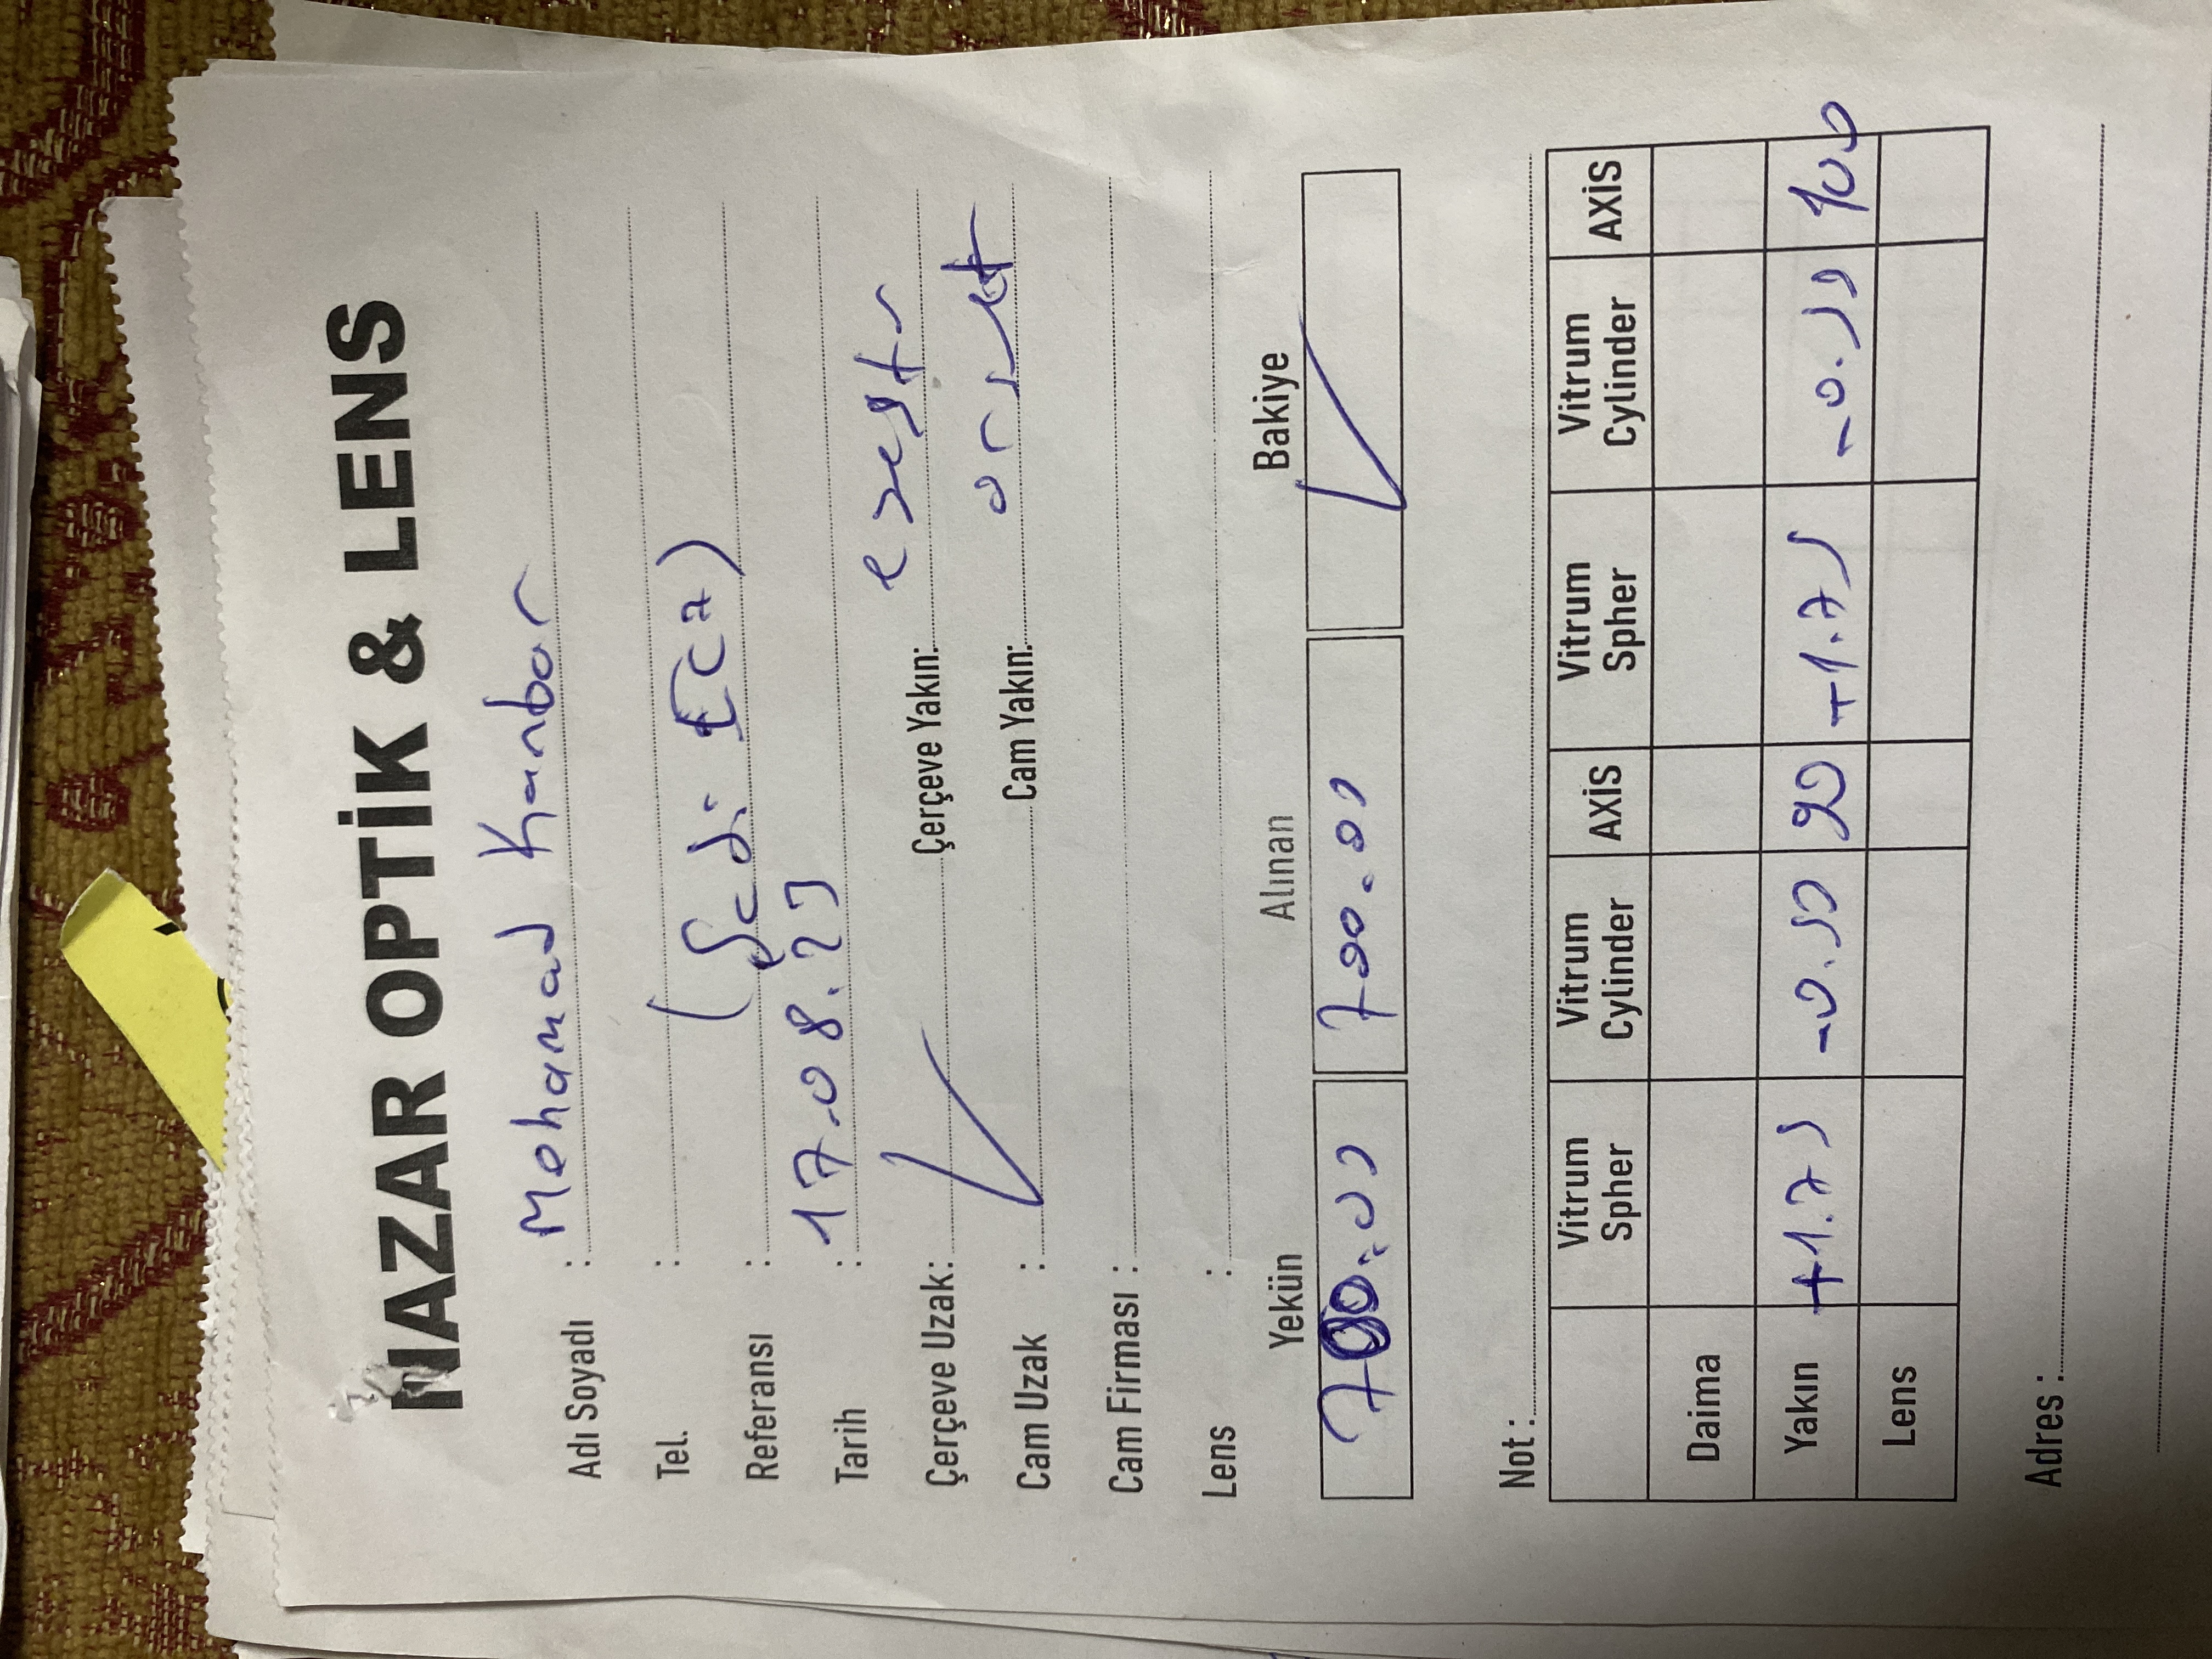 NAZAR OPTİK & LENS
Adı Soyadı : Mohamad Kanbar
Tel. :
Referansı : (Şadi ECZ)
Tarih : 17.08.23
Çerçeve Uzak: Çerçeve Yakın:
Cam Uzak : Cam Yakın:
Cam Firması :
Lens :
Yekün Alınan Bakiye
700.00 700.00
Not :
Vitrum Spher Vitrum Cylinder AXİS Vitrum Spher Vitrum Cylinder AXİS
Daima
Yakın +1.75 -0.50 90 +1.75 -0.50 100
Lens
Adres :